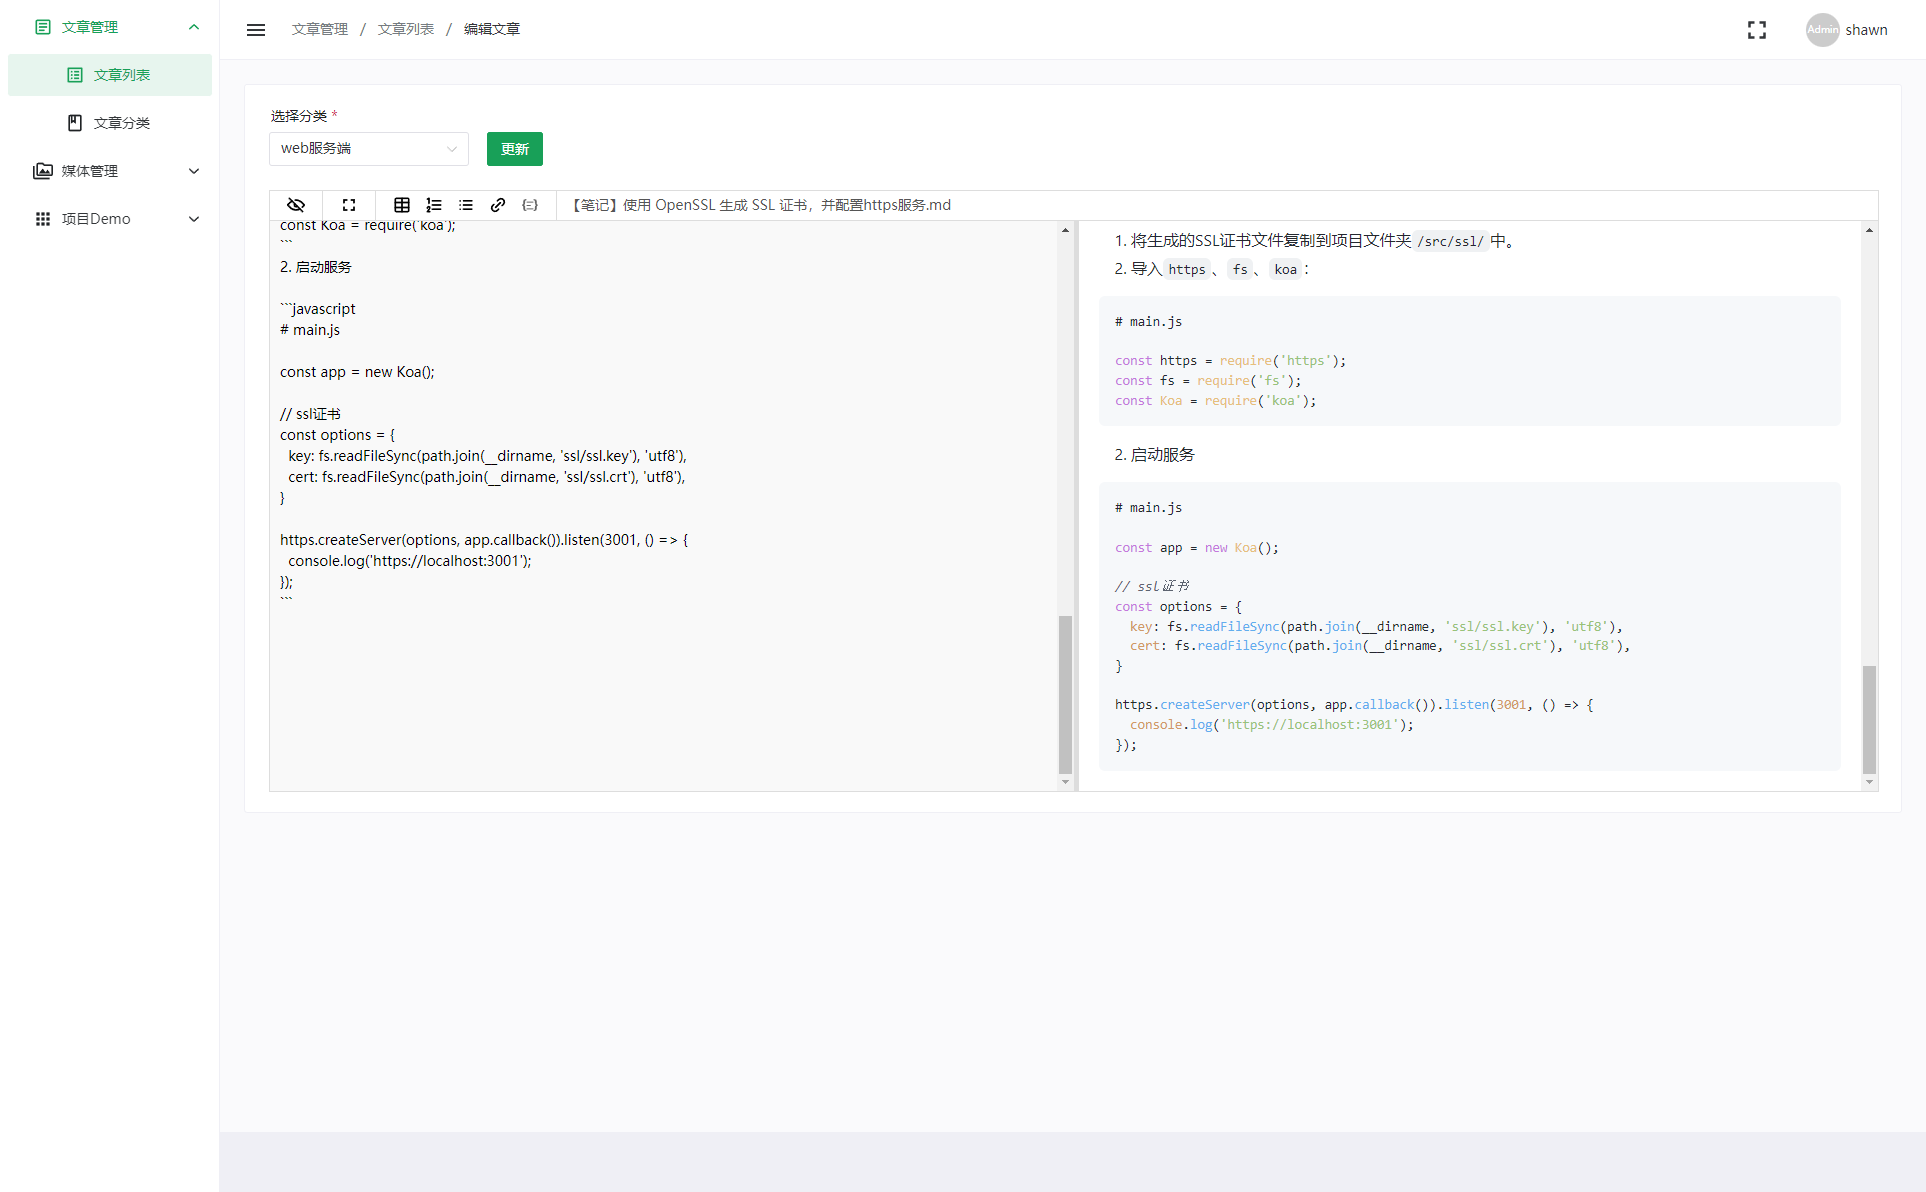 文章管理
文章列表
文章分类
媒体管理
项目Demo
文章管理 / 文章列表 / 编辑文章
Admin shawn
选择分类 *
web服务端
更新
【笔记】使用 OpenSSL 生成 SSL 证书，并配置https服务.md
const Koa = require('koa');
```
2. 启动服务
```javascript
# main.js
const app = new Koa();
// ssl证书
const options = {
  key: fs.readFileSync(path.join(__dirname, 'ssl/ssl.key'), 'utf8'),
  cert: fs.readFileSync(path.join(__dirname, 'ssl/ssl.crt'), 'utf8'),
}
https.createServer(options, app.callback()).listen(3001, () => {
  console.log('https://localhost:3001');
});
```
1. 将生成的SSL证书文件复制到项目文件夹 /src/ssl/ 中。
2. 导入 https 、 fs 、 koa ：
# main.js
const https = require('https');
const fs = require('fs');
const Koa = require('koa');
2. 启动服务
# main.js
const app = new Koa();
// ssl证书
const options = {
  key: fs.readFileSync(path.join(__dirname, 'ssl/ssl.key'), 'utf8'),
  cert: fs.readFileSync(path.join(__dirname, 'ssl/ssl.crt'), 'utf8'),
}
https.createServer(options, app.callback()).listen(3001, () => {
  console.log('https://localhost:3001');
});